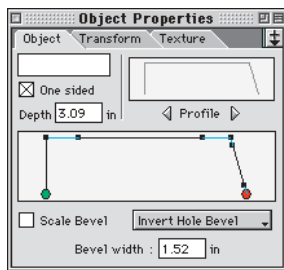 Object Properties
Object Transform Texture
One sided
Depth 3.09 in
Profile
Scale Bevel Invert Hole Bevel
Bevel width : 1.52 in